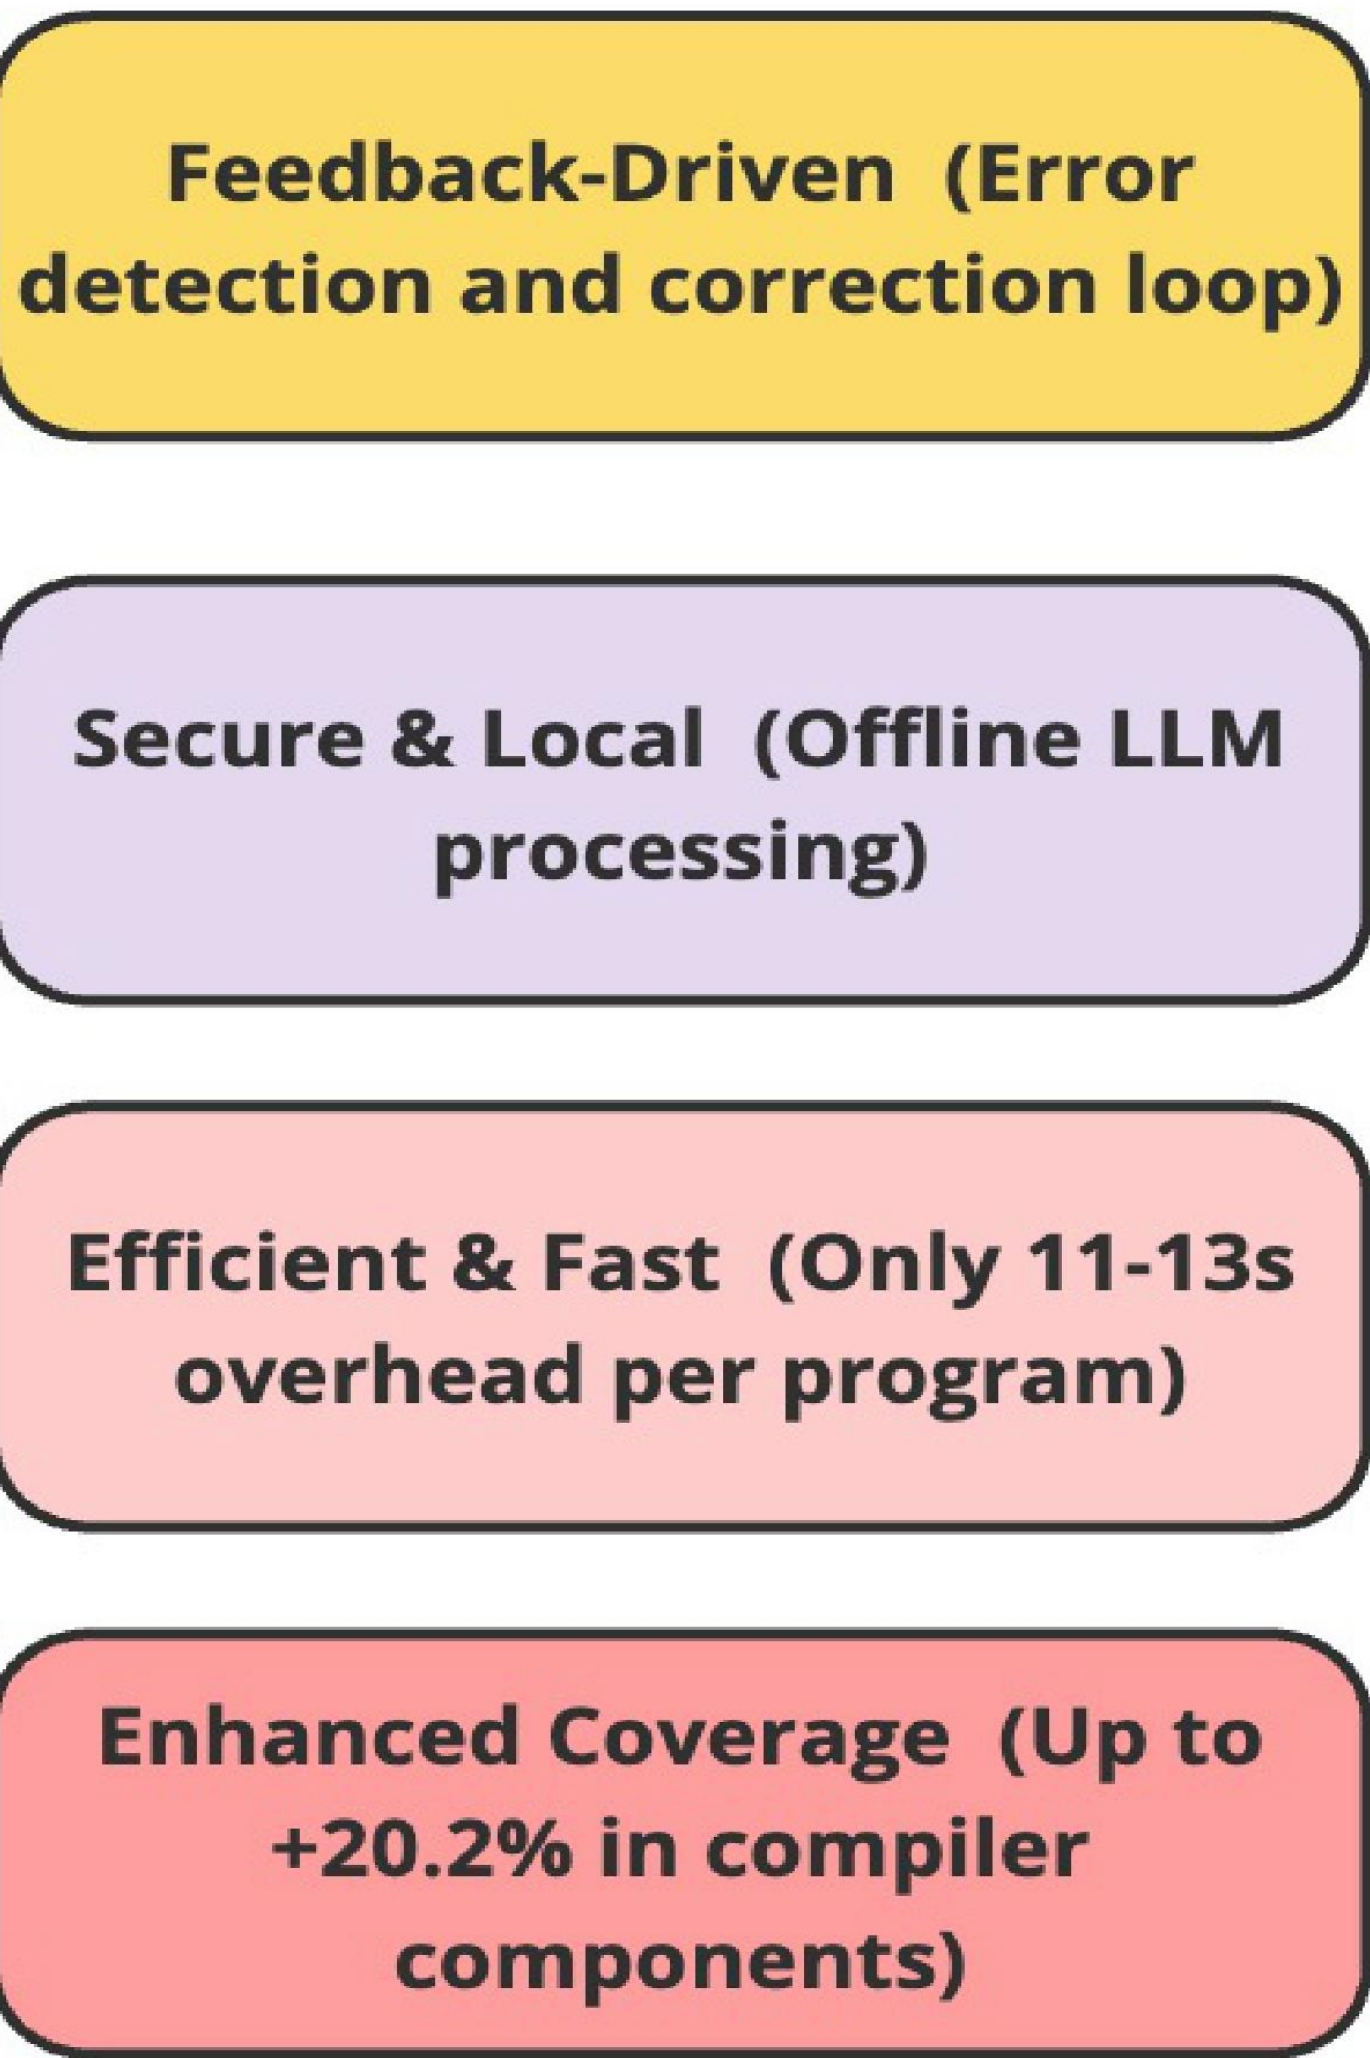 Feedback-Driven  (Error
detection and correction loop)
Secure & Local  (Offline LLM
processing)
Efficient & Fast  (Only 11-13s
overhead per program)
Enhanced Coverage  (Up to
+20.2% in compiler
components)